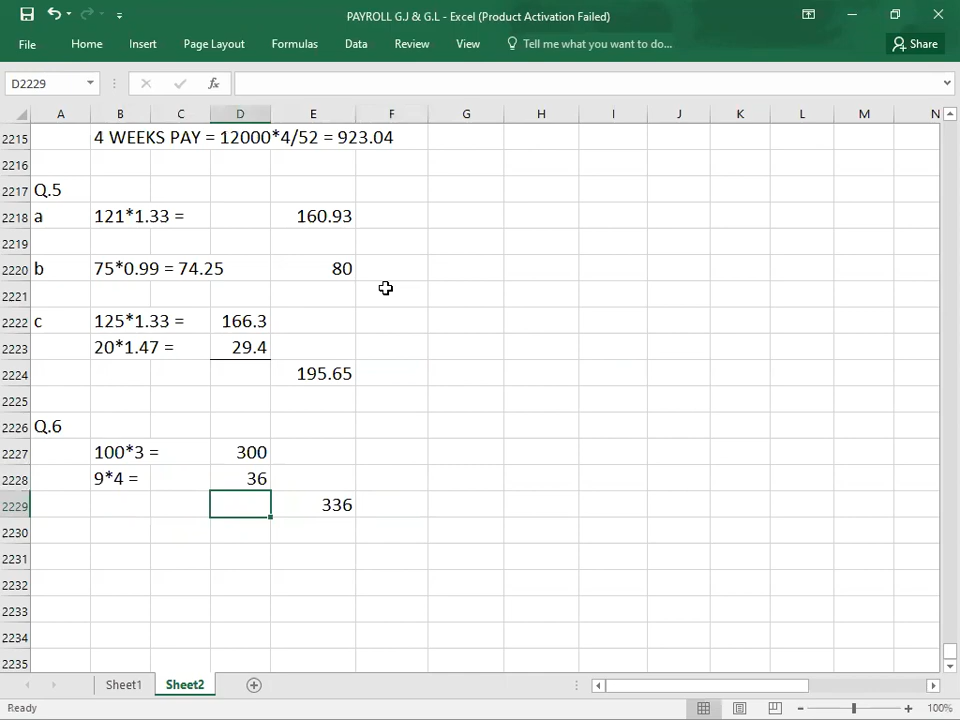 PAYROLL G.J & G.L - Excel (Product Activation Failed)
File Home Insert Page Layout Formulas Data Review View Tell me what you want to do... Share
D2229 fx
A B C D E F G H I J K L M N
2215 4 WEEKS PAY = 12000*4/52 = 923.04
2216
2217 Q.5
2218 a 121*1.33 = 160.93
2219
2220 b 75*0.99 = 74.25 80
2221
2222 c 125*1.33 = 166.3
2223 20*1.47 = 29.4
2224 195.65
2225
2226 Q.6
2227 100*3 = 300
2228 9*4 = 36
2229 336
2230
2231
2232
2233
2234
2235
Sheet1 Sheet2
Ready 100%